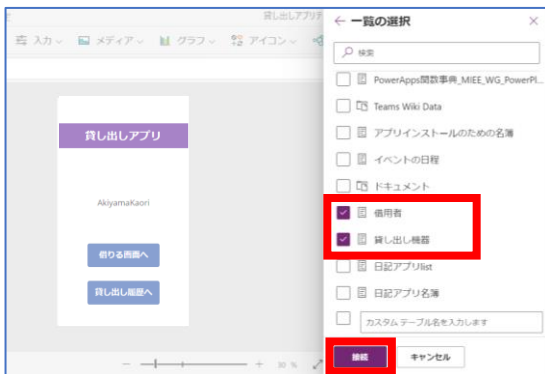 貸し出しアプリ
入力
メディア
グラフ
アイコン
貸し出しアプリ
AkiyamaKaori
借りる画面へ
貸し出し履歴へ
30 %
一覧の選択
検索
PowerApps関数事典_MIEE_WG_PowerPl...
Teams Wiki Data
アプリインストールのための名簿
イベントの日程
ドキュメント
借用者
貸し出し機器
日記アプリlist
日記アプリ名簿
カスタム テーブル名を入力します
接続
キャンセル